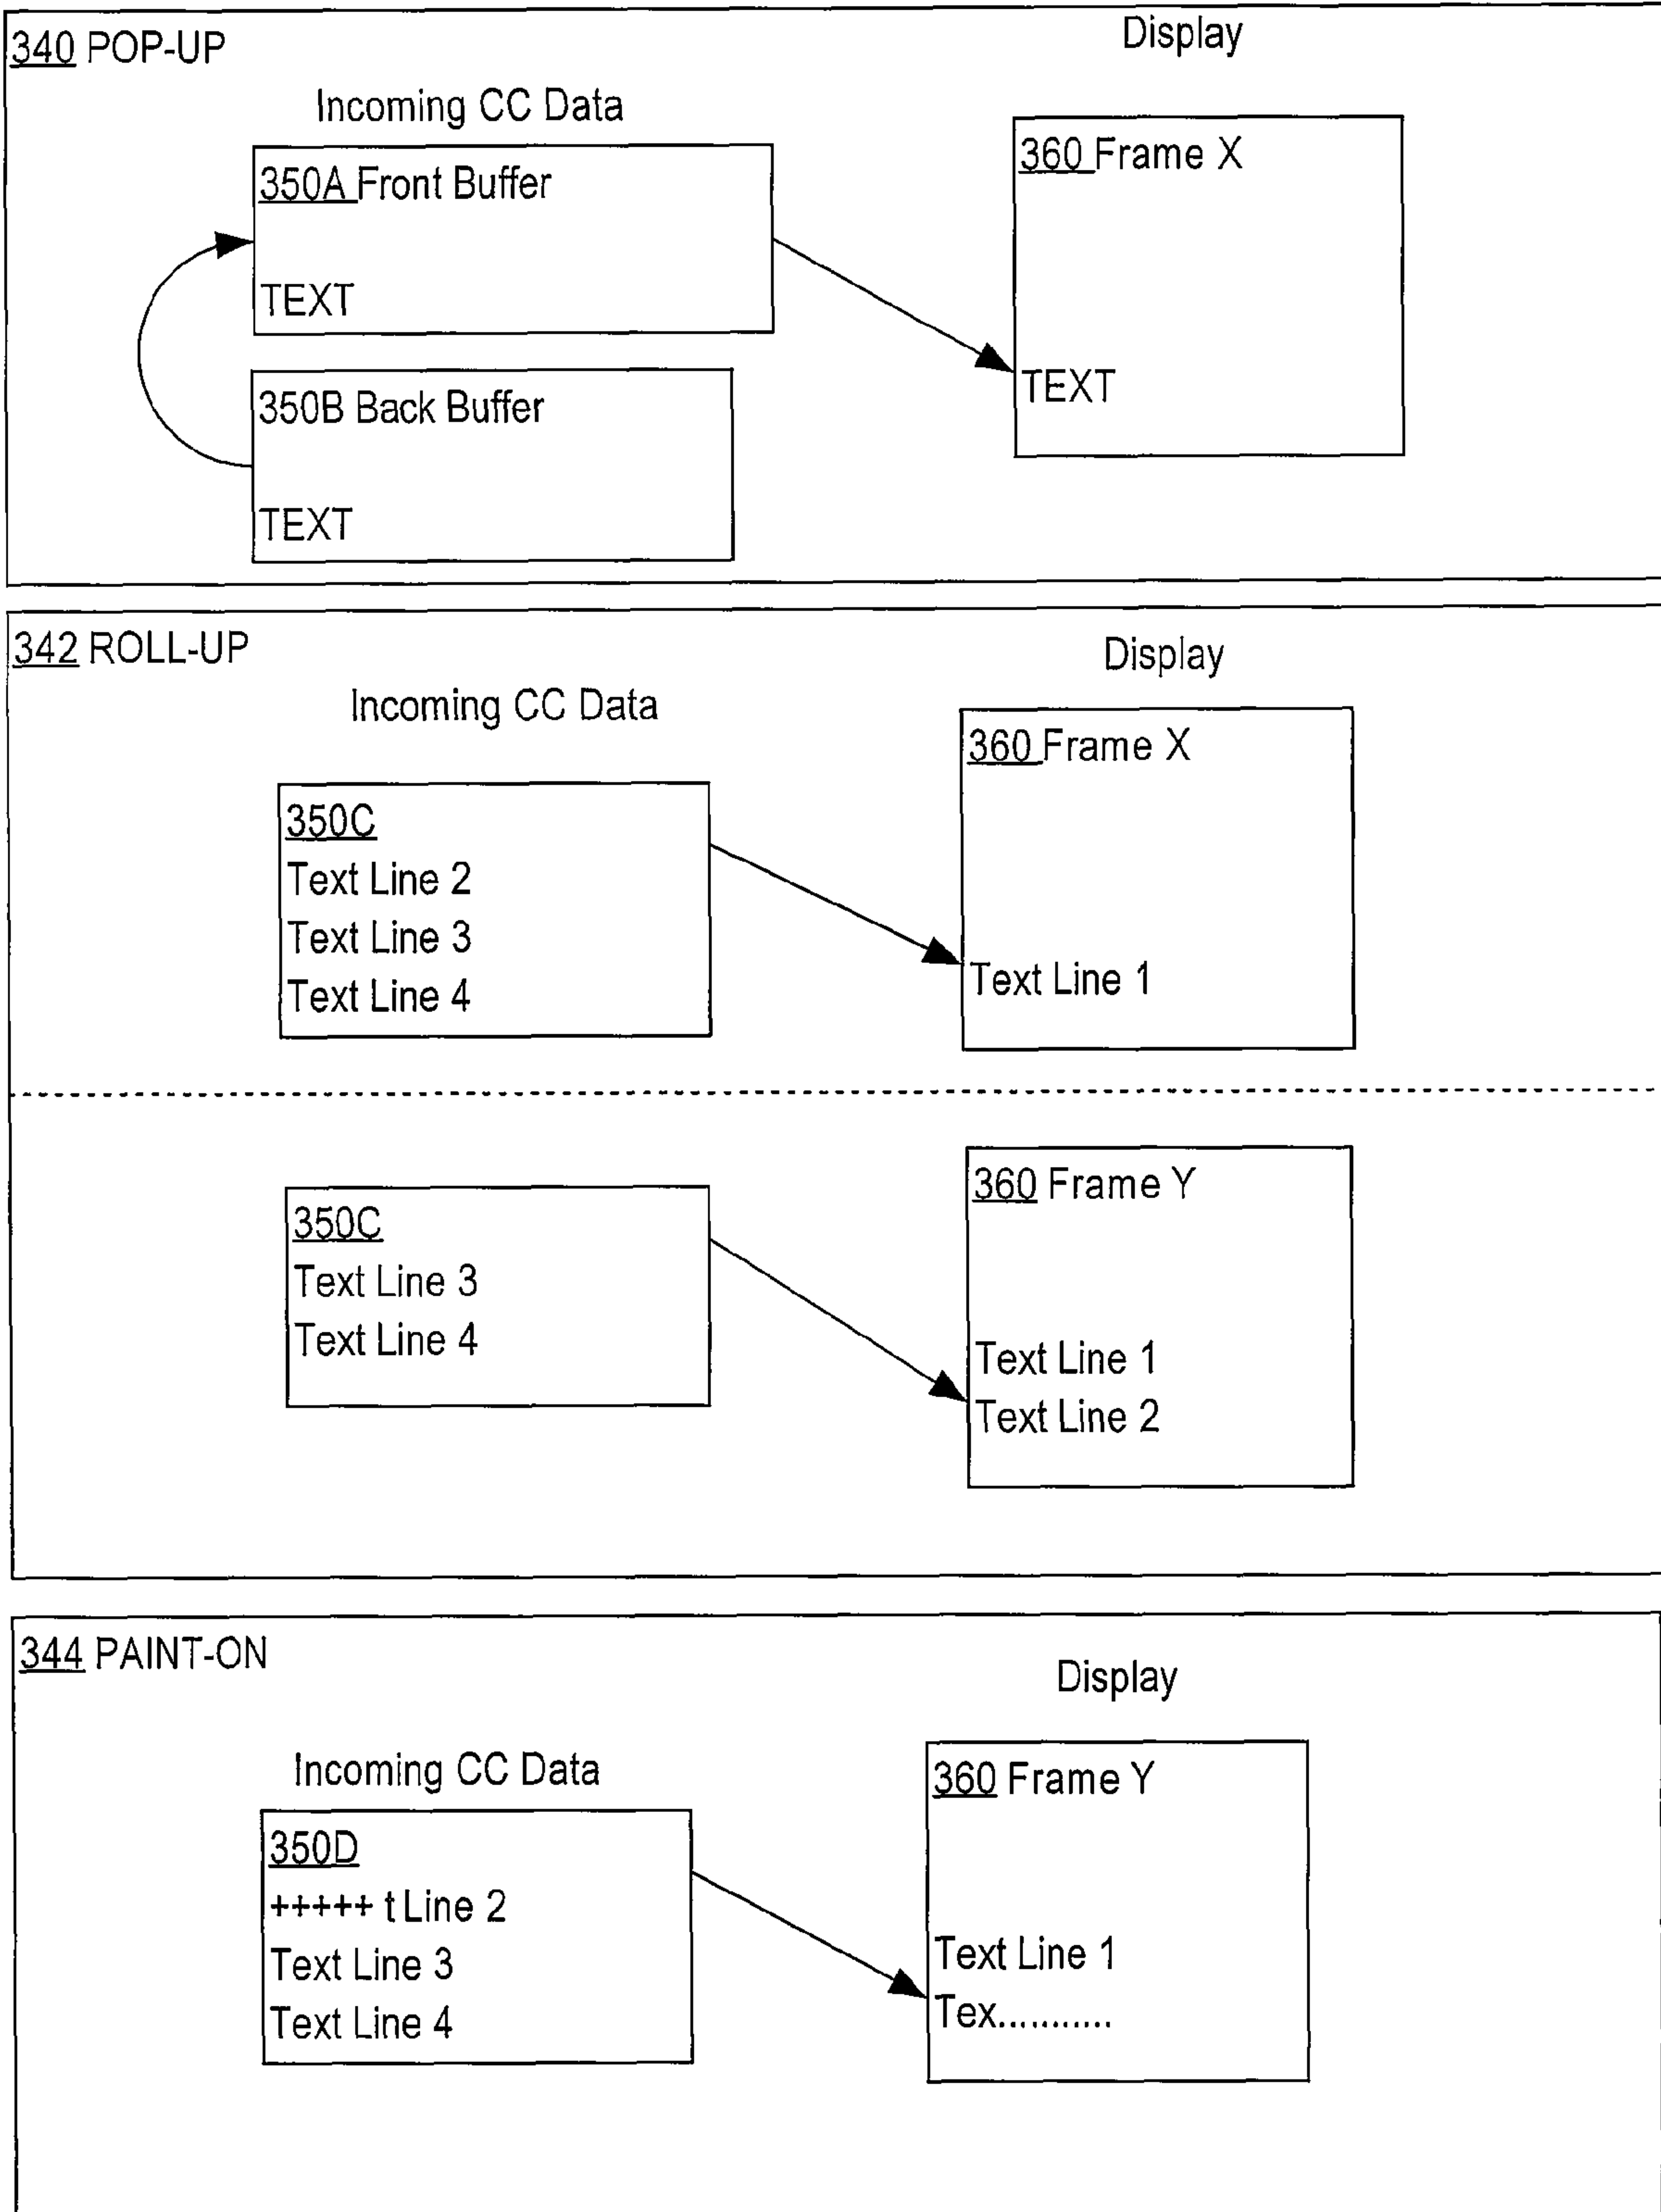 340 POP-UP
Display
Incoming CC Data
350A Front Buffer
TEXT
360 Frame X
TEXT
350B Back Buffer
TEXT
342 ROLL-UP
Display
Incoming CC Data
360 Frame X
350C
Text Line 2
Text Line 3
Text Line 4
Text Line 1
350C
Text Line 3
Text Line 4
360 Frame Y
Text Line 1
Text Line 2
344 PAINT-ON
Display
Incoming CC Data
350D
+++++ t Line 2
Text Line 3
Text Line 4
360 Frame Y
Text Line 1
Tex...........